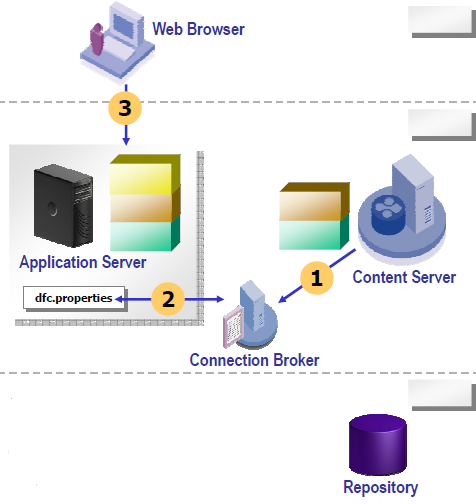 Web Browser
3
Application Server
1
Content Server
dfc.properties
2
Connection Broker
Repository